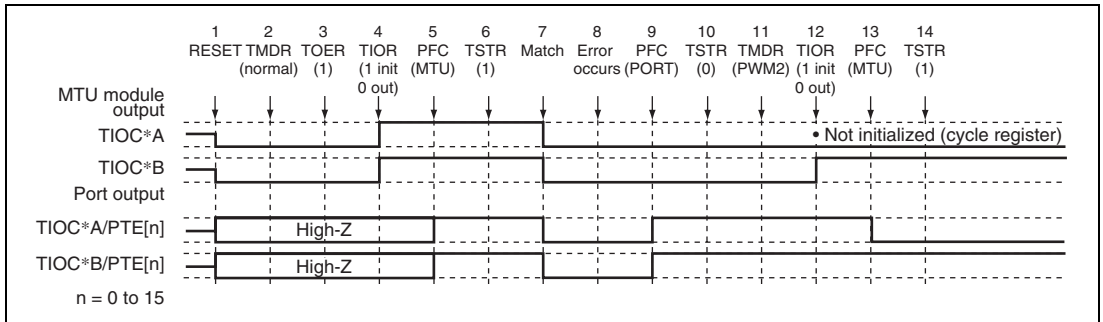 1 2 3 4 5 6 7 8 9 10 11 12 13 14
RESET TMDR TOER TIOR PFC TSTR Match Error PFC TSTR TMDR TIOR PFC TSTR
(normal) (1) (1 init (MTU) (1) occurs (PORT) (0) (PWM2) (1 init (MTU) (1)
0 out) 0 out)
MTU module
output
TIOC*A
• Not initialized (cycle register)
TIOC*B
Port output
TIOC*A/PTE[n]
High-Z
TIOC*B/PTE[n]
High-Z
n = 0 to 15